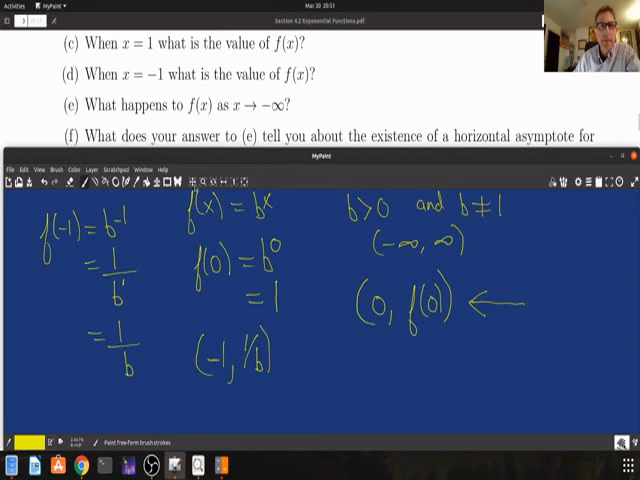 Activities MyPaint Mar 30 20:51
Section 4.2 Exponential Functions.pdf
3
(c) When x = 1 what is the value of f(x)?
(d) When x = −1 what is the value of f(x)?
(e) What happens to f(x) as x → −∞?
(f) What does your answer to (e) tell you about the existence of a horizontal asymptote for
MyPaint
File Edit View Brush Color Layer Scratchpad Window Help
f(-1) = b^-1 f(x) = b^x b>0 and b≠1
= 1/b^1 f(0) = b^0 (-∞, ∞)
= 1 (0, f(0)) ←
= 1/b (-1, 1/b)
Paint free-form brush strokes